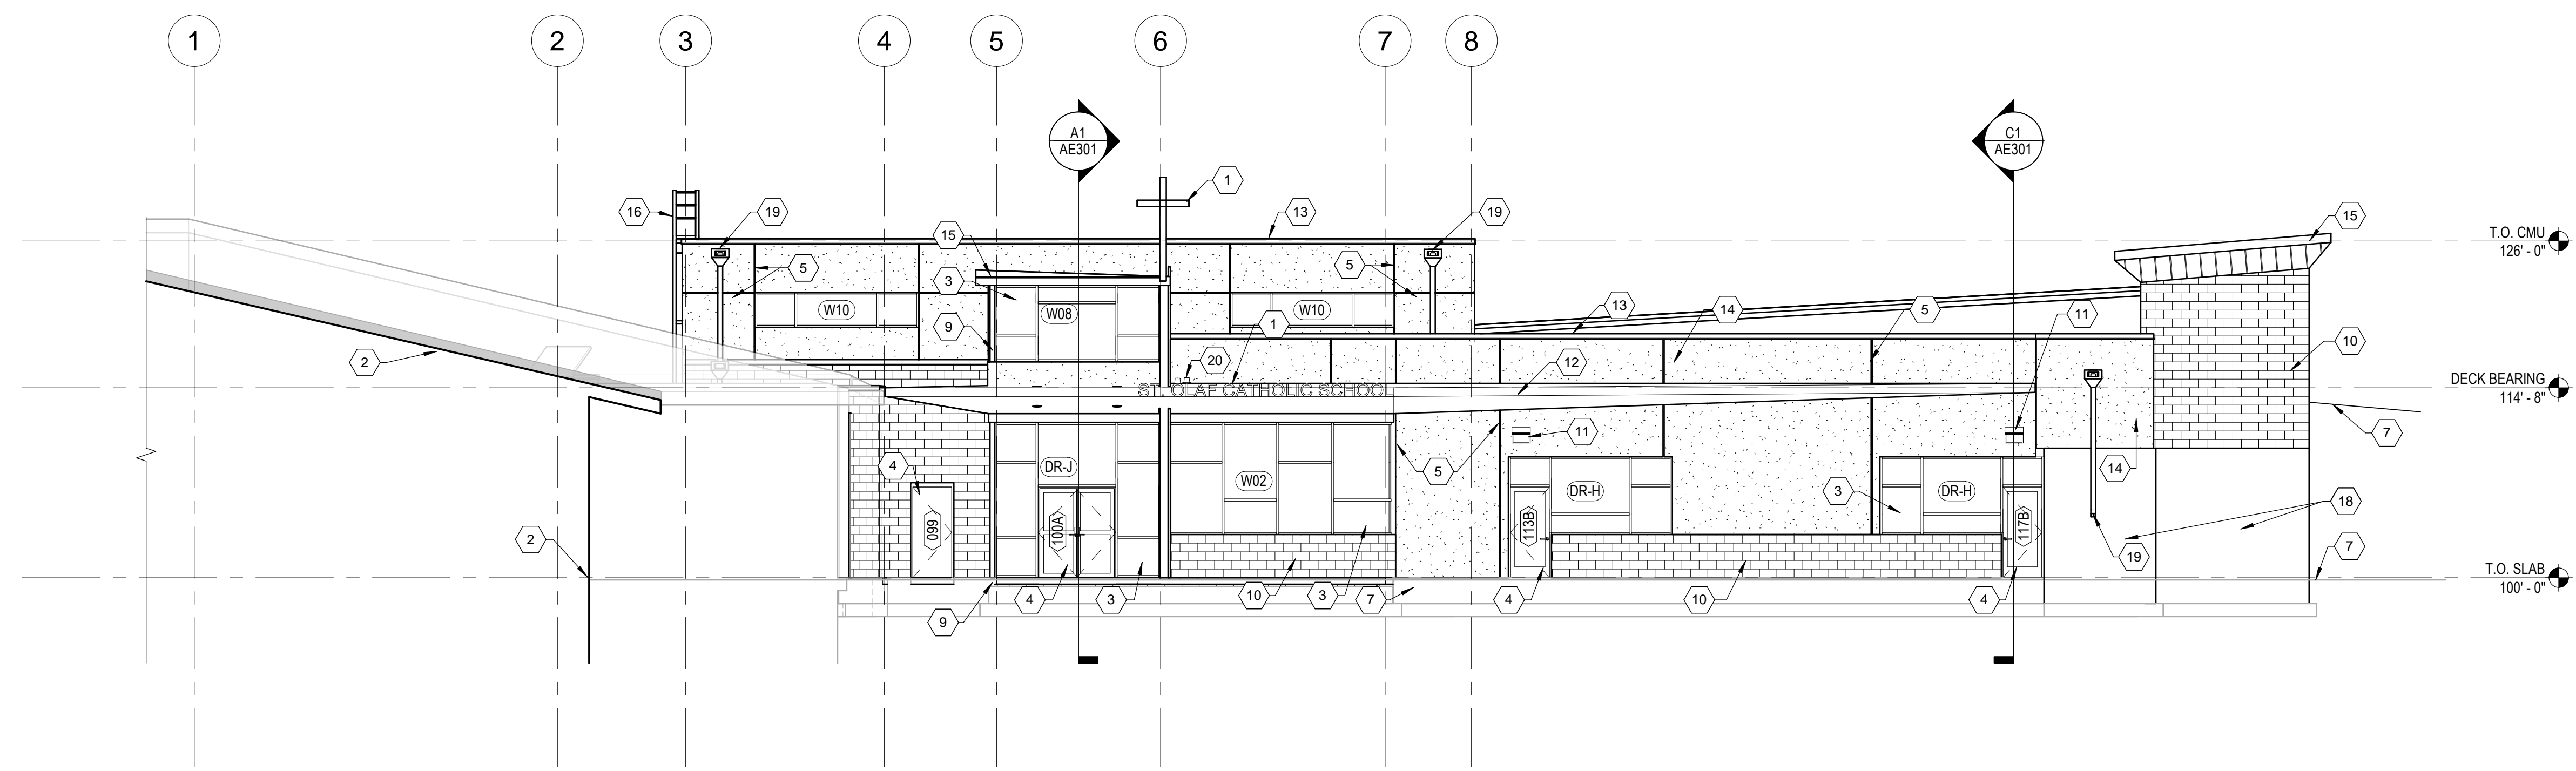 1 2 3 4 5 6 7 8
A1
AE301
C1
AE301
1
16 19 13 19 15
15
T.O. CMU
126' - 0"
5 5
3
W10 W08 W10
9 13 14 5 11
1
10
2 20 12
ST. OLAF CATHOLIC SCHOOL
DECK BEARING
114' - 8"
11 7
4 DR-J 5 14
W02 DR-H 3 DR-H
18
099 100A 113B 117B
2 7
19
T.O. SLAB
100' - 0"
4 3 10 3 7 4 10 4
9